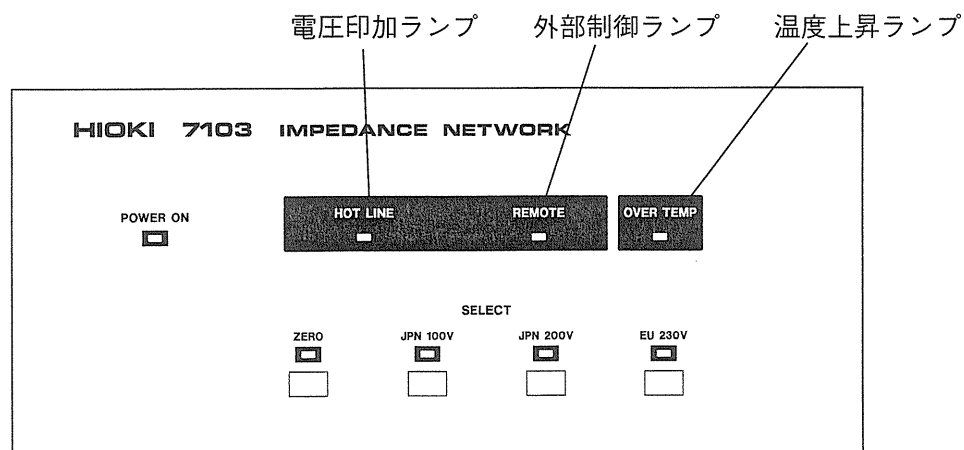 電圧印加ランプ 外部制御ランプ 温度上昇ランプ
HIOKI 7103 IMPEDANCE NETWORK
POWER ON
HOT LINE REMOTE OVER TEMP
SELECT
ZERO JPN 100V JPN 200V EU 230V